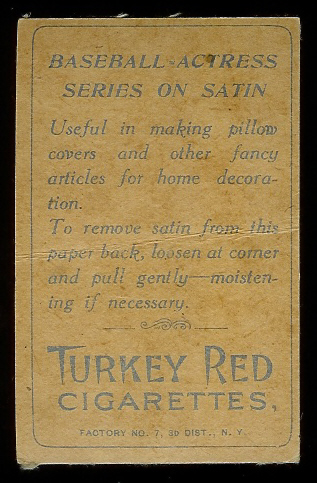 BASEBALL-ACTRESS
SERIES ON SATIN
Useful in making pillow
covers and other fancy
articles for home decora-
tion.
To remove satin from this
paper back, loosen at corner
and pull gently—moisten-
ing if necessary.
TURKEY RED
CIGARETTES,
FACTORY NO. 7, 3D DIST., N. Y.